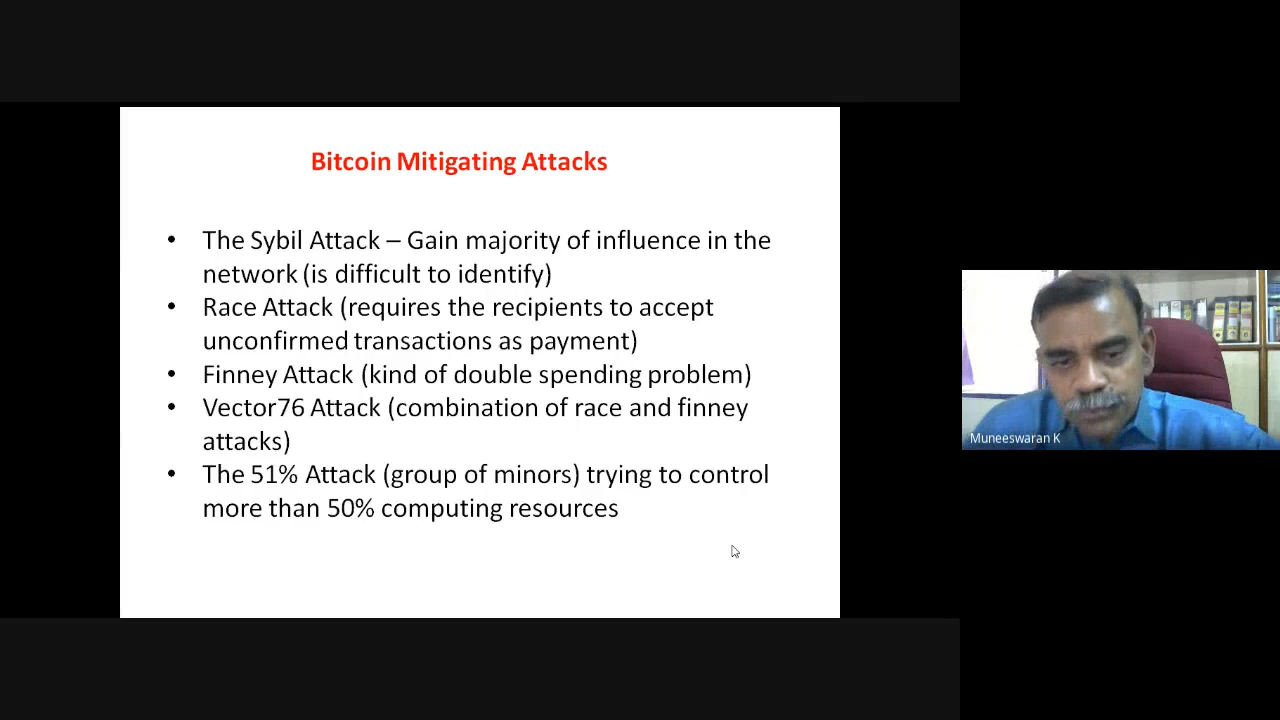 Bitcoin Mitigating Attacks
• The Sybil Attack – Gain majority of influence in the
network (is difficult to identify)
• Race Attack (requires the recipients to accept
unconfirmed transactions as payment)
• Finney Attack (kind of double spending problem)
• Vector76 Attack (combination of race and finney
attacks)
• The 51% Attack (group of minors) trying to control
more than 50% computing resources
Muneeswaran K